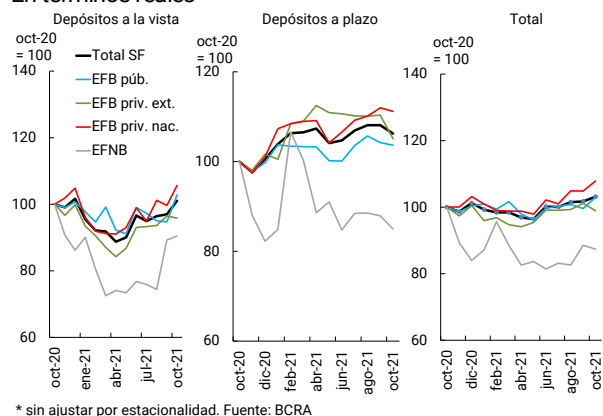 En términos reales
Depósitos a la vista
Depósitos a plazo
Total
oct-20
= 100
140
120
100
80
60
Total SF
EFB púb.
EFB priv. ext.
EFB priv. nac.
EFNB
oct-20
ene-21
abr-21
jul-21
oct-21
oct-20
= 100
120
100
80
60
oct-20
dic-20
feb-21
abr-21
jun-21
ago-21
oct-21
oct-20
= 100
140
120
100
80
60
oct-20
dic-20
feb-21
abr-21
jun-21
ago-21
oct-21
* sin ajustar por estacionalidad. Fuente: BCRA